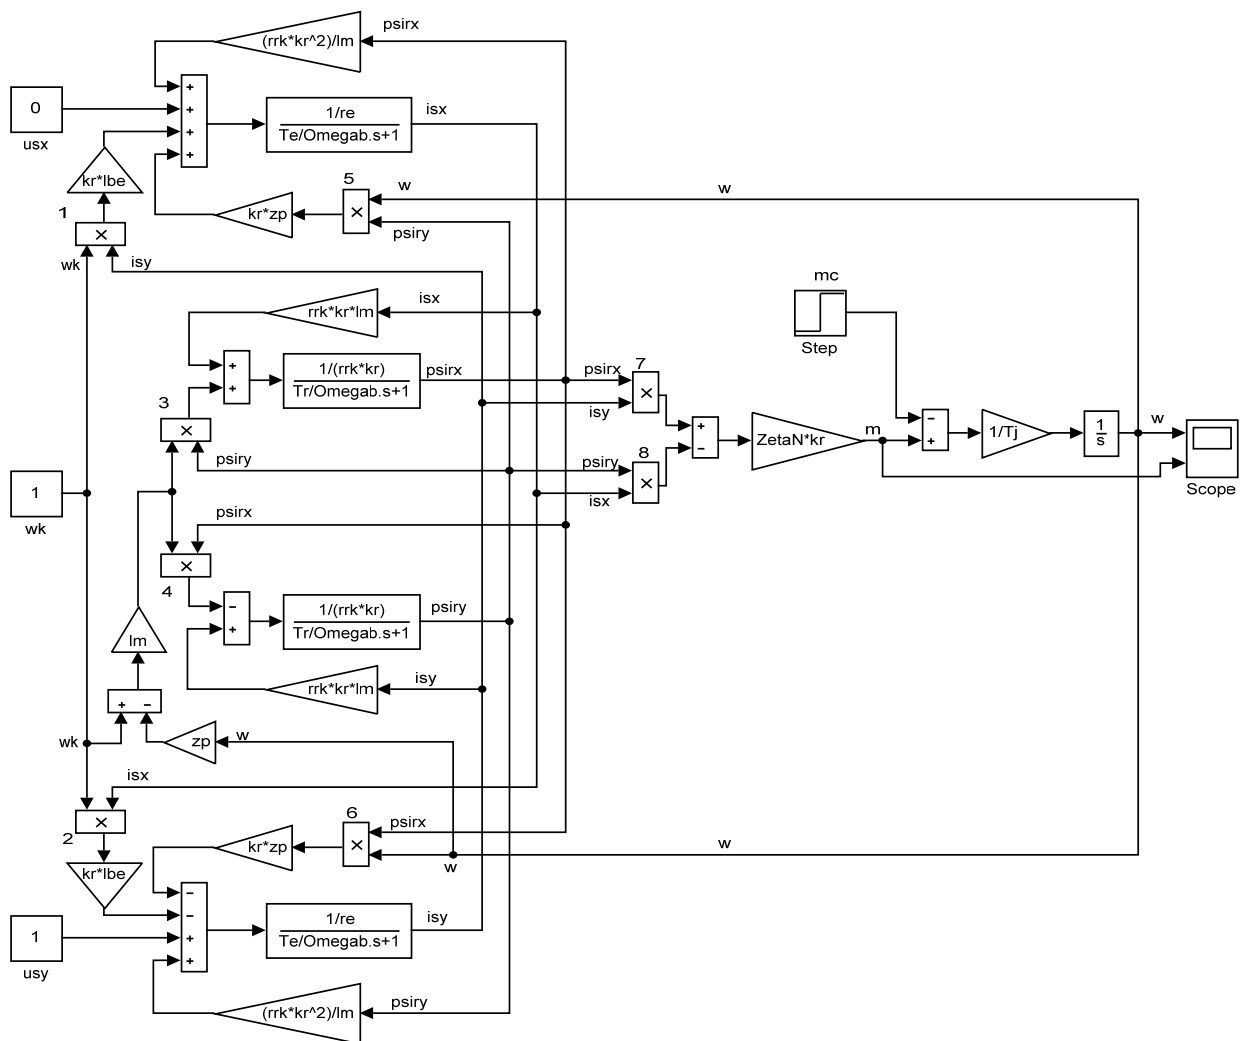 psirx
(rrk*kr^2)/lm
0
usx
+
+
+
+
1/re
Te/Omegab.s+1
isx
kr*lbe
1
×
wk
isy
kr*zp
5
×
w
psiry
w
mc
Step
rrk*kr*lm
isx
+
+
1/(rrk*kr)
Tr/Omegab.s+1
psirx
psirx
7
×
isy
3
×
psiry
psiry
8
×
isx
+
−
ZetaN*kr
m
−
+
1/Tj
1
s
w
Scope
1
wk
psirx
×
4
−
+
1/(rrk*kr)
Tr/Omegab.s+1
psiry
lm
rrk*kr*lm
isy
+ −
wk
zp
w
isx
×
2
kr*lbe
kr*zp
6
×
psirx
w
w
−
−
+
+
1/re
Te/Omegab.s+1
isy
1
usy
(rrk*kr^2)/lm
psiry